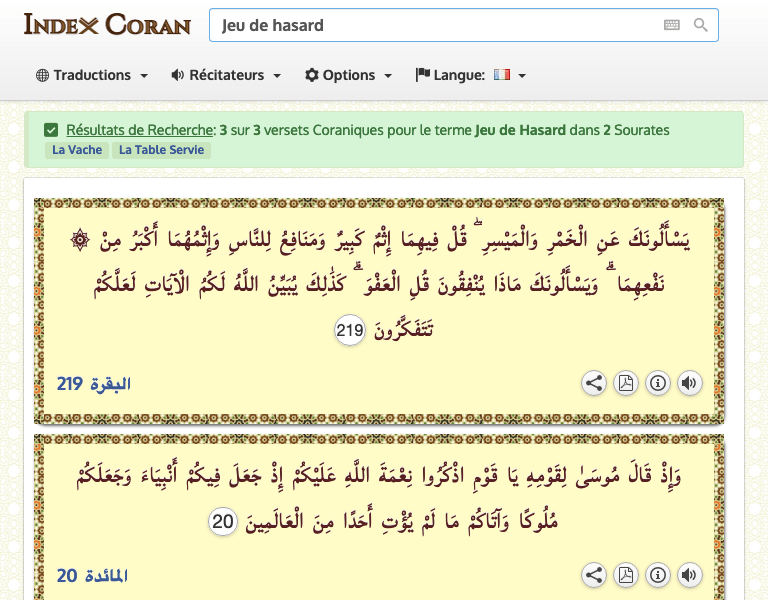 INDEX CORAN
Jeu de hasard
Traductions
Récitateurs
Options
Langue:
Résultats de Recherche: 3 sur 3 versets Coraniques pour le terme Jeu de Hasard dans 2 Sourates
La Vache La Table Servie
يَسْأَلُونَكَ عَنِ الْخَمْرِ وَالْمَيْسِرِ ۖ قُلْ فِيهِمَا إِثْمٌ كَبِيرٌ وَمَنَافِعُ لِلنَّاسِ وَإِثْمُهُمَا أَكْبَرُ مِنْ ۞
نَفْعِهِمَا ۗ وَيَسْأَلُونَكَ مَاذَا يُنْفِقُونَ قُلِ الْعَفْوَ ۗ كَذَٰلِكَ يُبَيِّنُ اللَّهُ لَكُمُ الْآيَاتِ لَعَلَّكُمْ
تَتَفَكَّرُونَ 219
البقرة 219
وَإِذْ قَالَ مُوسَىٰ لِقَوْمِهِ يَا قَوْمِ اذْكُرُوا نِعْمَةَ اللَّهِ عَلَيْكُمْ إِذْ جَعَلَ فِيكُمْ أَنْبِيَاءَ وَجَعَلَكُمْ
مُلُوكًا وَآتَاكُمْ مَا لَمْ يُؤْتِ أَحَدًا مِنَ الْعَالَمِينَ 20
المائدة 20